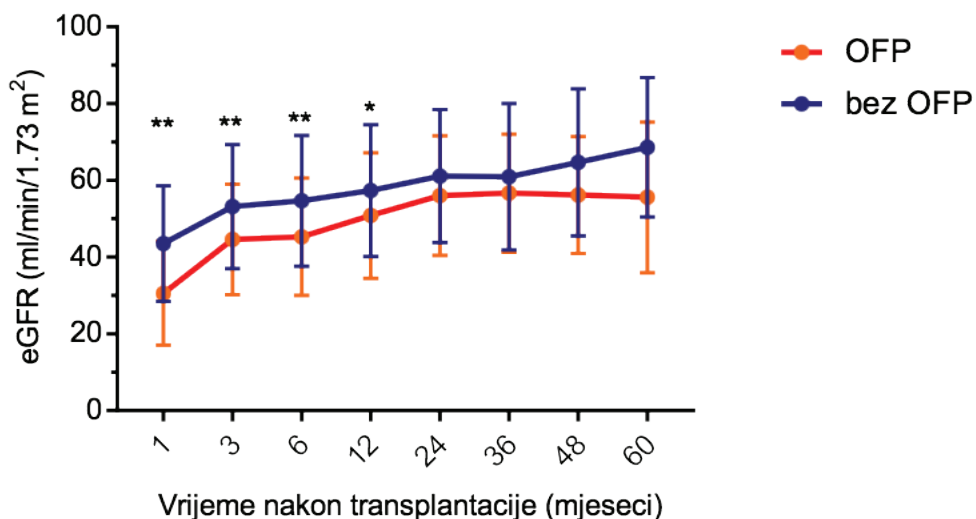 100
80
60
40
20
0
eGFR (ml/min/1.73 m²)
** ** ** *
OFP
bez OFP
1 3 6 12 24 36 48 60
Vrijeme nakon transplantacije (mjeseci)